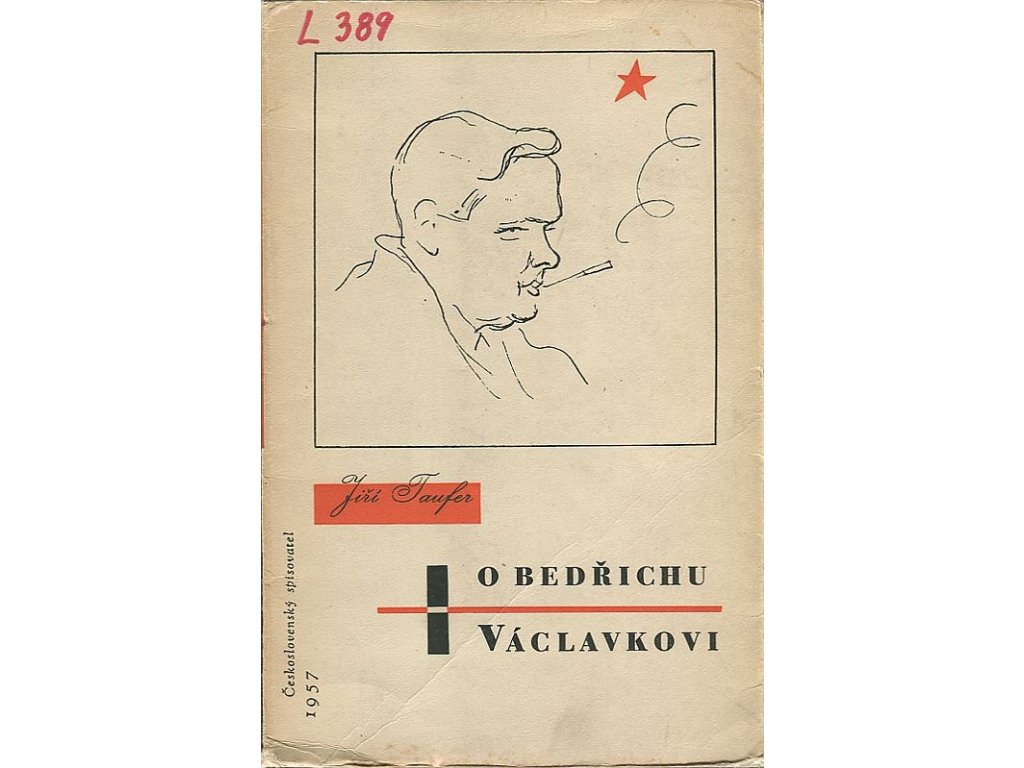 L 389
Jiří Taufer
O BEDŘICHU
VÁCLAVKOVI
Československý spisovatel
1957